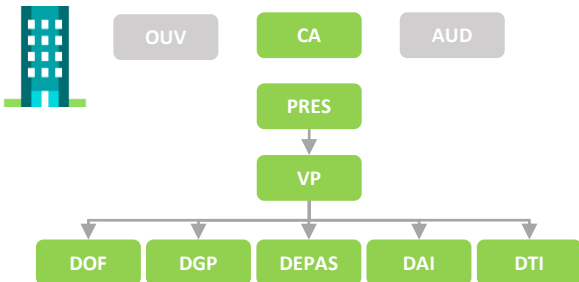 OUV CA AUD
PRES
VP
DOF DGP DEPAS DAI DTI